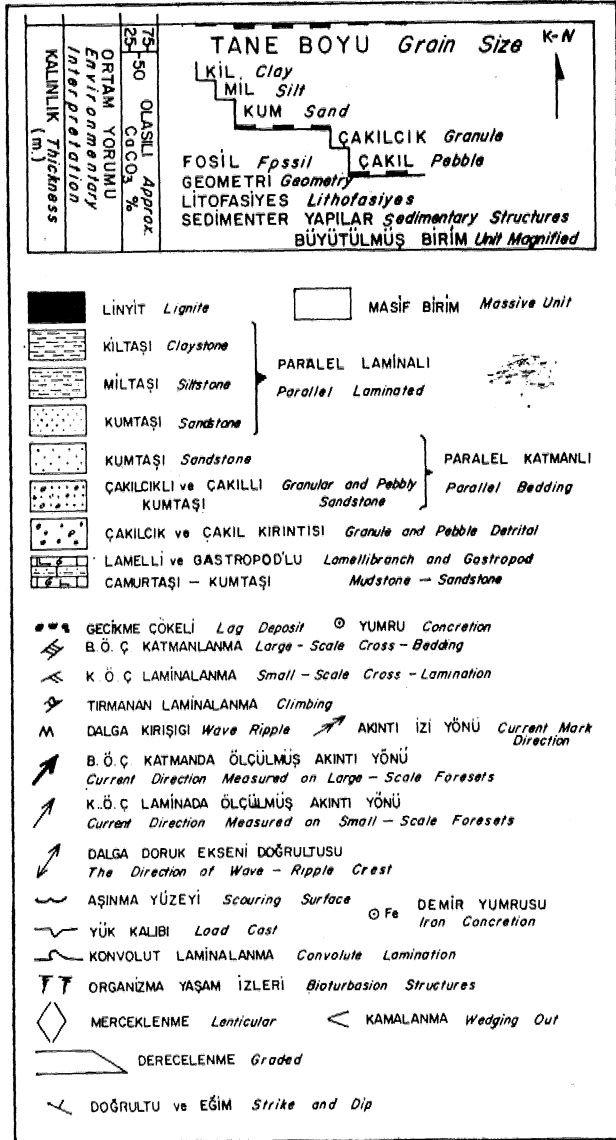 KALINLIK Thickness (m.)
ORTAM YORUMU Environmentary Interpretation
25 50 75 OLASILI Approx. CaCO3 %
TANE BOYU Grain Size
K-N
KİL Clay
MİL Silt
KUM Sand
ÇAKILCIK Granule
FOSİL Fossil ÇAKIL Pebble
GEOMETRİ Geometry
LİTOFASİYES Lithofasiyes
SEDİMENTER YAPILAR Sedimentary Structures
BÜYÜTÜLMÜŞ BİRİM Unit Magnified
LİNYİT Lignite
MASİF BİRİM Massive Unit
KİLTAŞI Claystone
MİLTAŞI Siltstone
PARALEL LAMİNALI
Parallel Laminated
KUMTAŞI Sandstone
KUMTAŞI Sandstone
PARALEL KATMANLI
Parallel Bedding
ÇAKILCIKLI ve ÇAKILLI Granular and Pebbly
KUMTAŞI Sandstone
ÇAKILCIK ve ÇAKIL KIRINTISI Granule and Pebble Detrital
LAMELLİ ve GASTROPOD'LU Lamellibranch and Gastropod
CAMURTAŞI – KUMTAŞI Mudstone – Sandstone
GECİKME ÇÖKELİ Lag Deposit YUMRU Concretion
B.Ö.Ç KATMANLANMA Large-Scale Cross-Bedding
K.Ö.Ç LAMİNALANMA Small-Scale Cross-Lamination
TIRMANAN LAMİNALANMA Climbing
DALGA KIRIŞIGI Wave Ripple AKINTI İZİ YÖNÜ Current Mark Direction
B.Ö.Ç KATMANDA ÖLÇÜLMÜŞ AKINTI YÖNÜ
Current Direction Measured on Large-Scale Foresets
K.Ö.Ç LAMİNADA ÖLÇÜLMÜŞ AKINTI YÖNÜ
Current Direction Measured on Small-Scale Foresets
DALGA DORUK EKSENİ DOĞRULTUSU
The Direction of Wave-Ripple Crest
AŞINMA YÜZEYİ Scouring Surface
Fe DEMİR YUMRUSU
Iron Concretion
YÜK KALIBI Load Cast
KONVOLUT LAMİNALANMA Convolute Lamination
ORGANİZMA YAŞAM İZLERİ Bioturbasion Structures
MERCEKLENME Lenticular KAMALANMA Wedging Out
DERECELENME Graded
DOĞRULTU ve EĞİM Strike and Dip